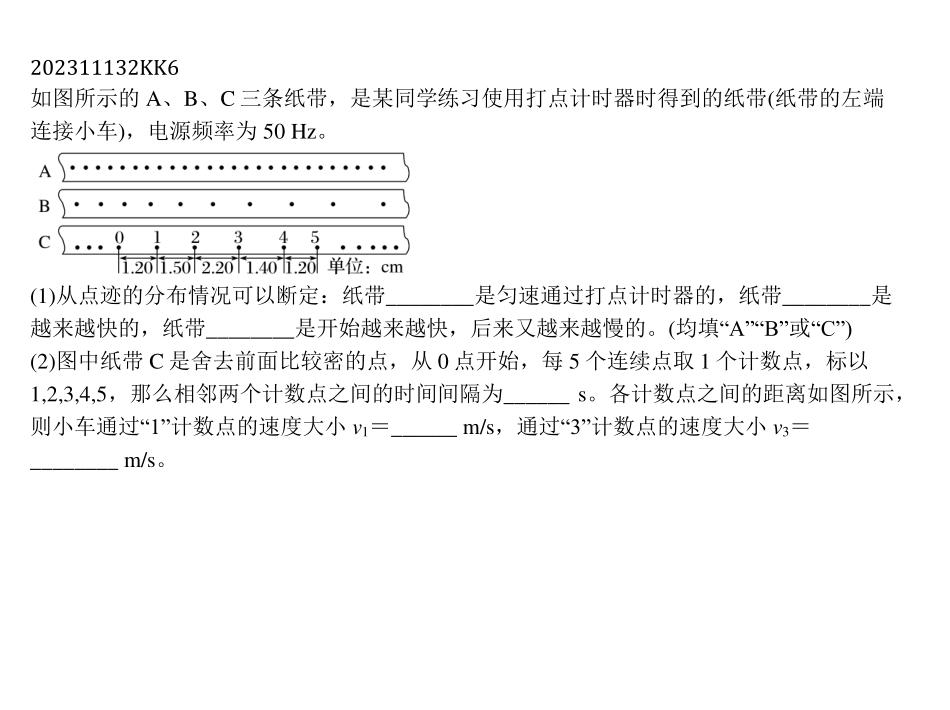 202311132KK6
如图所示的 A、B、C 三条纸带，是某同学练习使用打点计时器时得到的纸带(纸带的左端
连接小车)，电源频率为 50 Hz。
A
B
C 0 1 2 3 4 5
1.20 1.50 2.20 1.40 1.20 单位：cm
(1)从点迹的分布情况可以断定：纸带________是匀速通过打点计时器的，纸带________是
越来越快的，纸带________是开始越来越快，后来又越来越慢的。(均填“A”“B”或“C”)
(2)图中纸带 C 是舍去前面比较密的点，从 0 点开始，每 5 个连续点取 1 个计数点，标以
1,2,3,4,5，那么相邻两个计数点之间的时间间隔为______ s。各计数点之间的距离如图所示，
则小车通过“1”计数点的速度大小 v₁＝______ m/s，通过“3”计数点的速度大小 v₃＝
________ m/s。